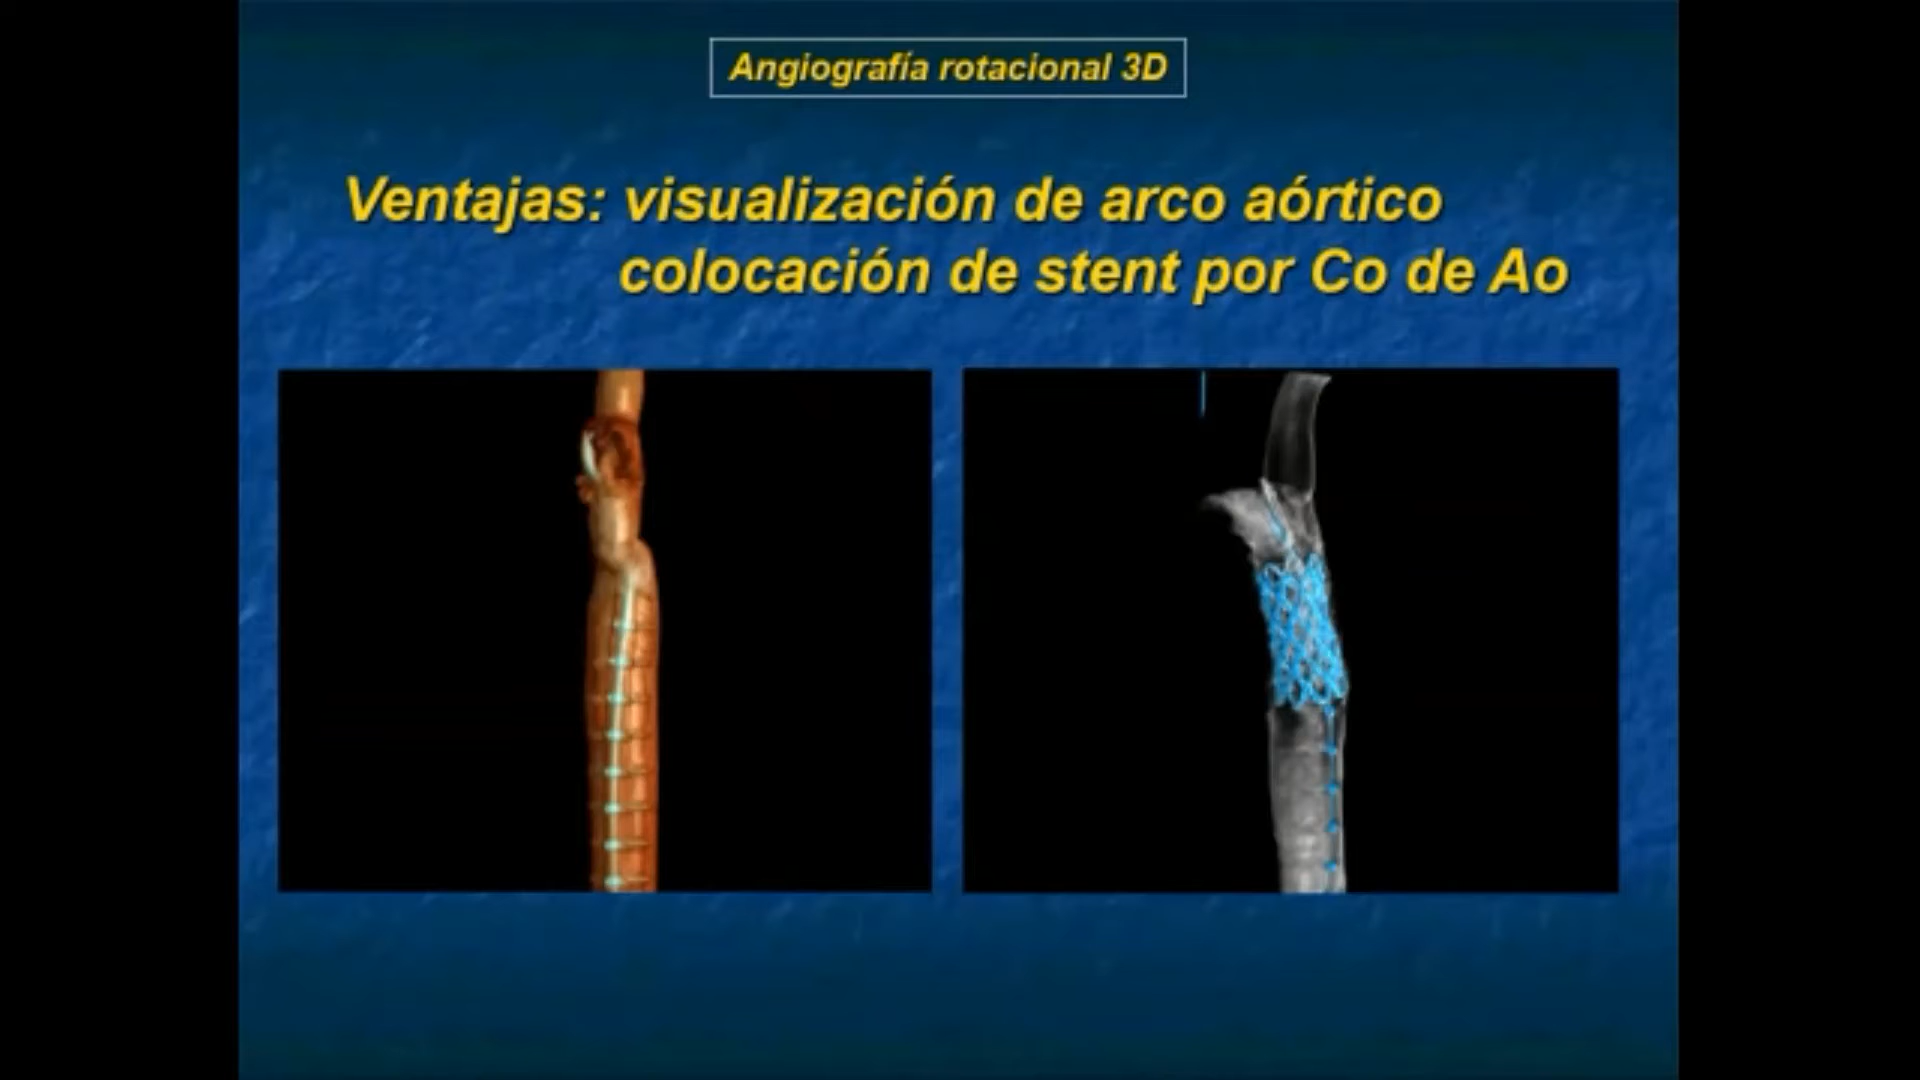 Angiografía rotacional 3D
Ventajas: visualización de arco aórtico
colocación de stent por Co de Ao